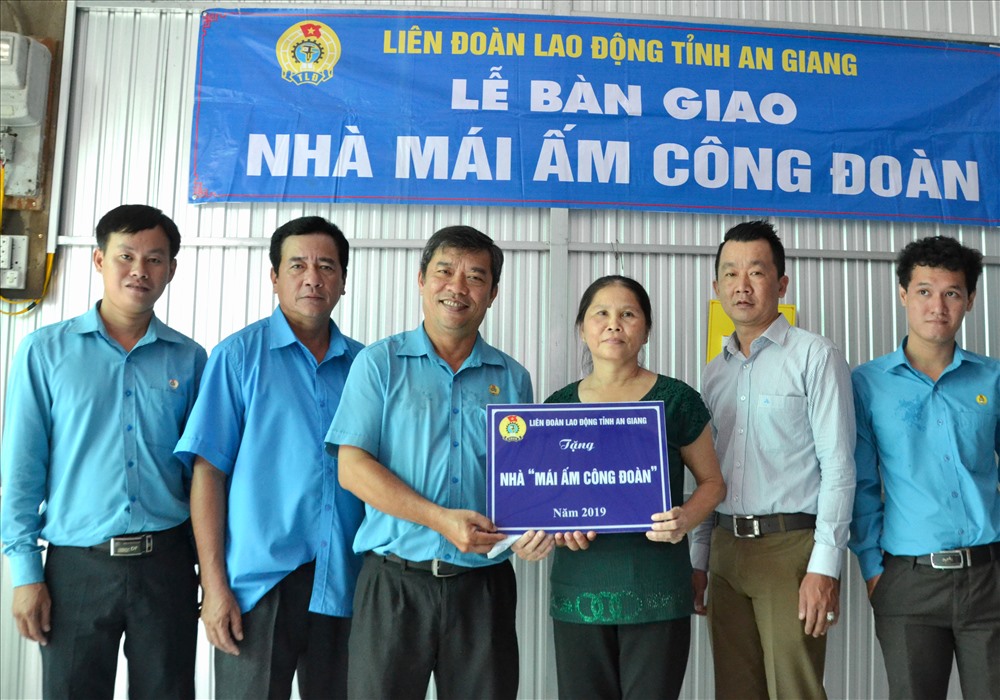 LIÊN ĐOÀN LAO ĐỘNG TỈNH AN GIANG
LỄ BÀN GIAO
NHÀ MÁI ẤM CÔNG ĐOÀN
TLĐ
LIÊN ĐOÀN LAO ĐỘNG TỈNH AN GIANG
Tặng
NHÀ "MÁI ẤM CÔNG ĐOÀN"
Năm 2019